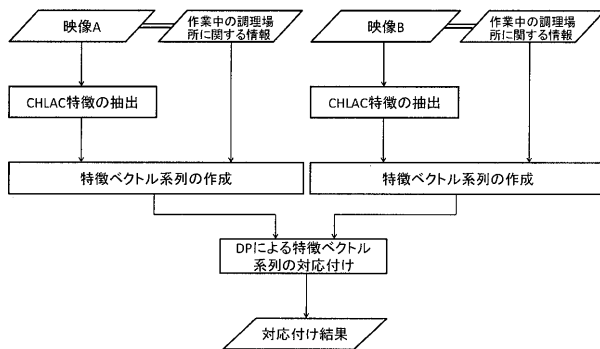 映像A
作業中の調理場
所に関する情報
映像B
作業中の調理場
所に関する情報
CHLAC特徴の抽出
CHLAC特徴の抽出
特徴ベクトル系列の作成
特徴ベクトル系列の作成
DPによる特徴ベクトル
系列の対応付け
対応付け結果